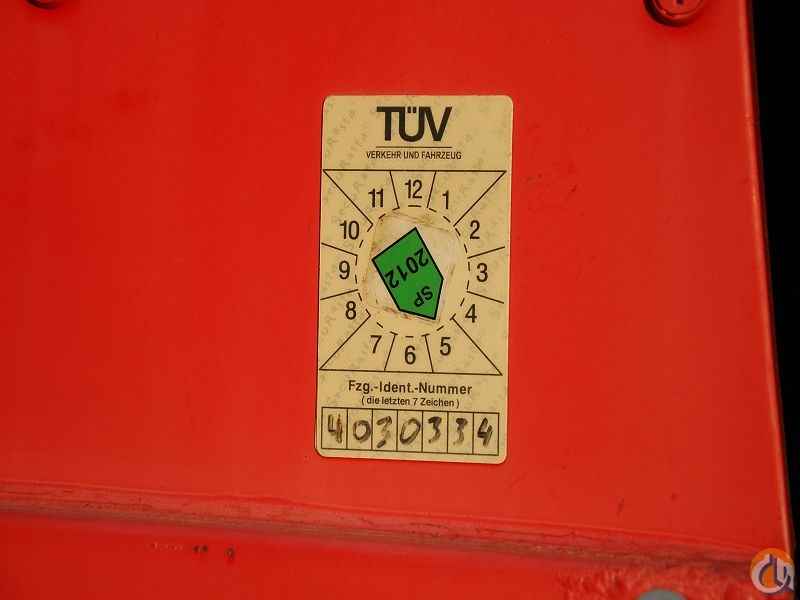 TÜV
VERKEHR UND FAHRZEUG
11 12 1
10 2
9 3
8 4
7 6 5
SP
2012
Fzg.-Ident.-Nummer
( die letzten 7 Zeichen )
4030334